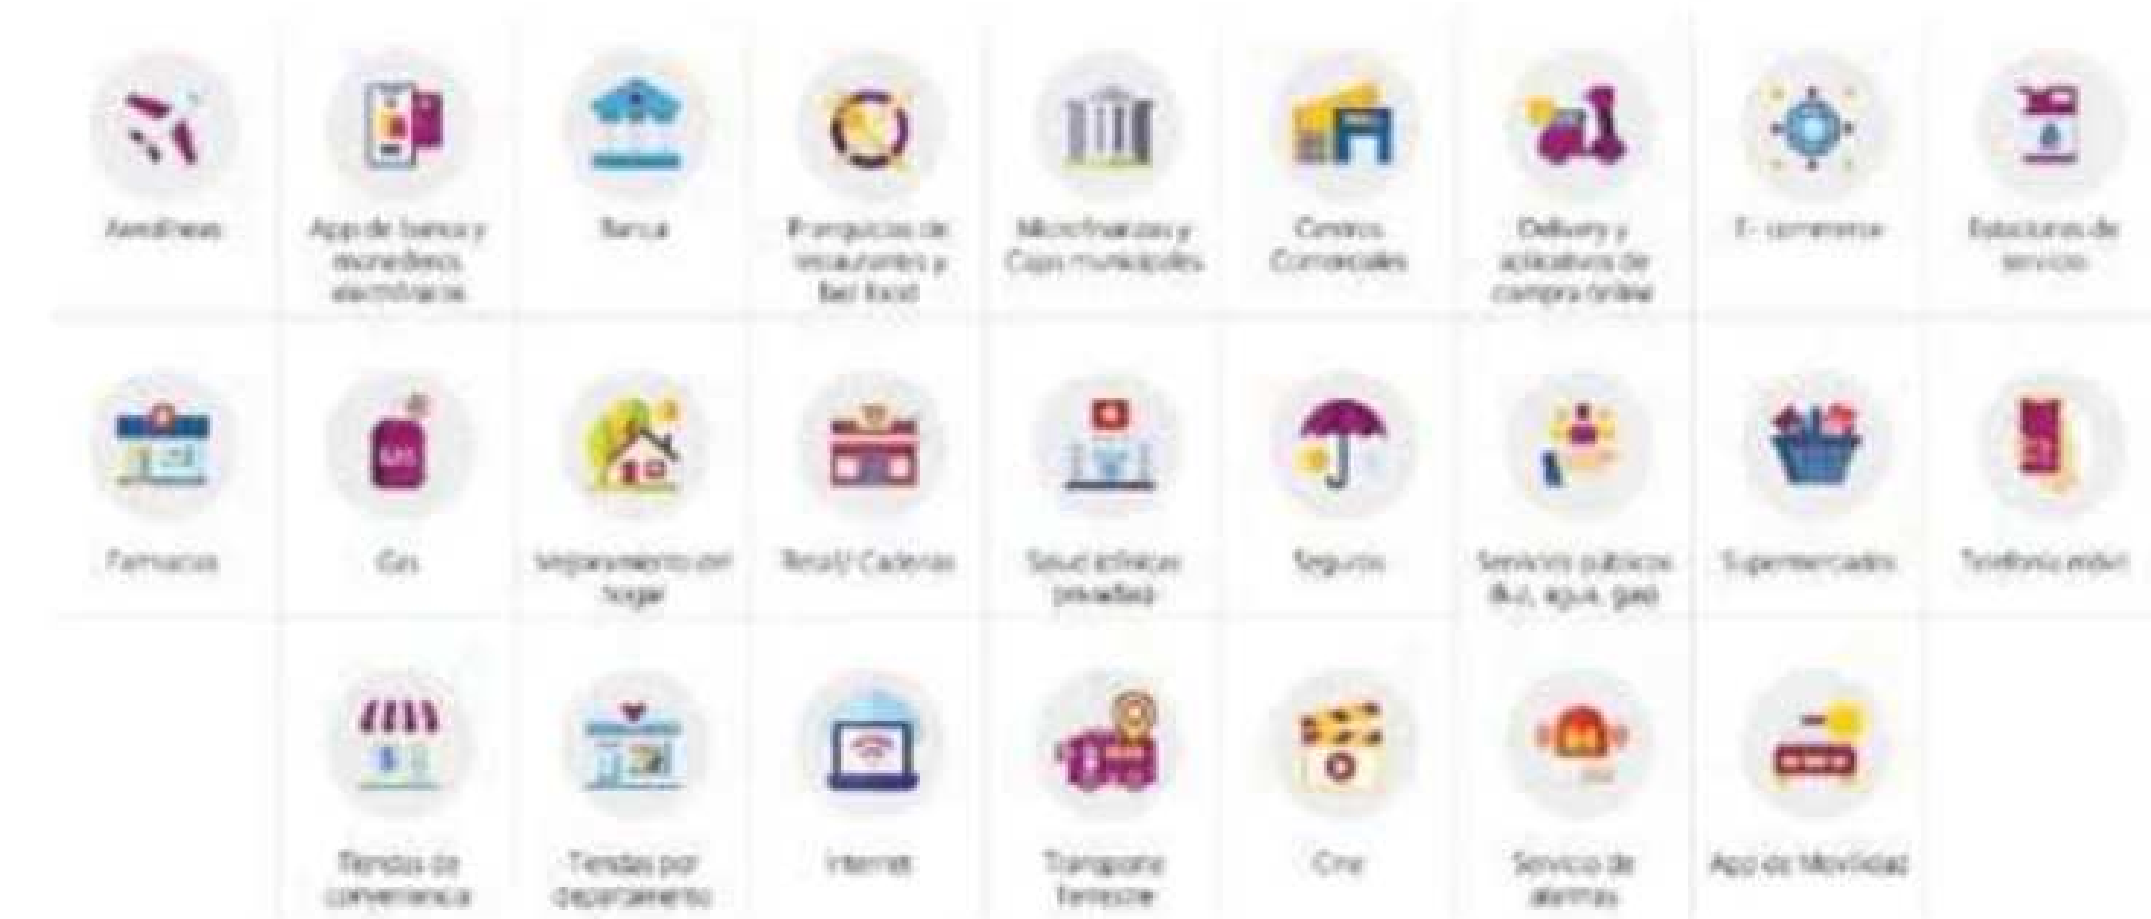 Aerolíneas
App de banca y
monederos
electrónicos
Banca
Franquicias de
restaurantes y
fast food
Microfinanzas y
Cajas municipales
Centros
Comerciales
Delivery y
aplicativos de
compra online
E- commerce
Estaciones de
servicio
Farmacias
Gas
Mejoramiento del
hogar
Retail/ Cadenas
Salud (clínicas
privadas)
Seguros
Servicios públicos
(luz, agua, gas)
Supermercados
Telefonía móvil
Tiendas de
conveniencia
Tiendas por
departamento
Internet
Transporte
Terrestre
Cine
Servicio de
alarmas
App de Movilidad